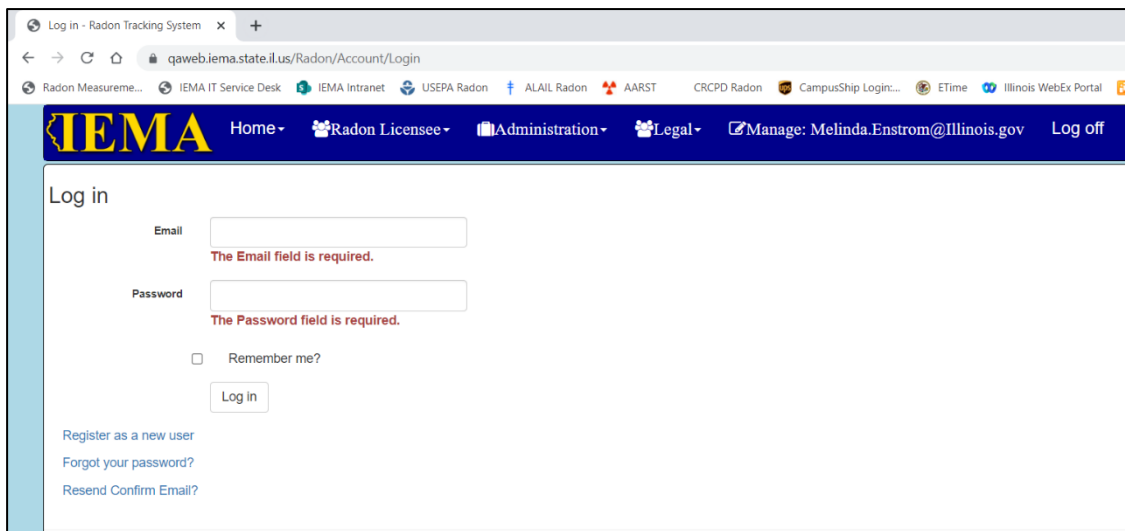 Log in - Radon Tracking System
qaweb.iema.state.il.us/Radon/Account/Login
Radon Measureme... IEMA IT Service Desk IEMA Intranet USEPA Radon ALAIL Radon AARST CRCPD Radon CampusShip Login:... ETime Illinois WebEx Portal
IEMA Home Radon Licensee Administration Legal Manage: Melinda.Enstrom@Illinois.gov Log off
Log in
Email
The Email field is required.
Password
The Password field is required.
Remember me?
Log in
Register as a new user
Forgot your password?
Resend Confirm Email?